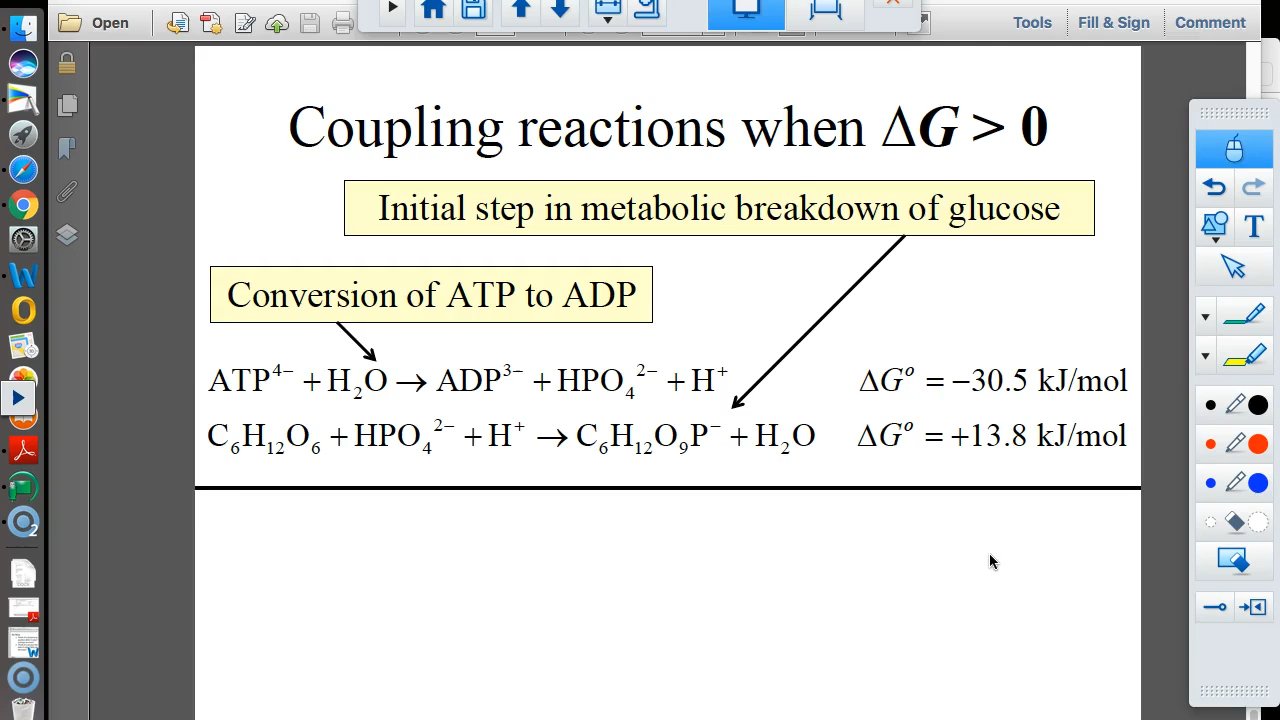 Open
Tools
Fill & Sign
Comment
Coupling reactions when ΔG > 0
Initial step in metabolic breakdown of glucose
Conversion of ATP to ADP
ATP⁴⁻ + H₂O → ADP³⁻ + HPO₄²⁻ + H⁺ ΔG° = −30.5 kJ/mol
C₆H₁₂O₆ + HPO₄²⁻ + H⁺ → C₆H₁₂O₉P⁻ + H₂O ΔG° = +13.8 kJ/mol
T
2